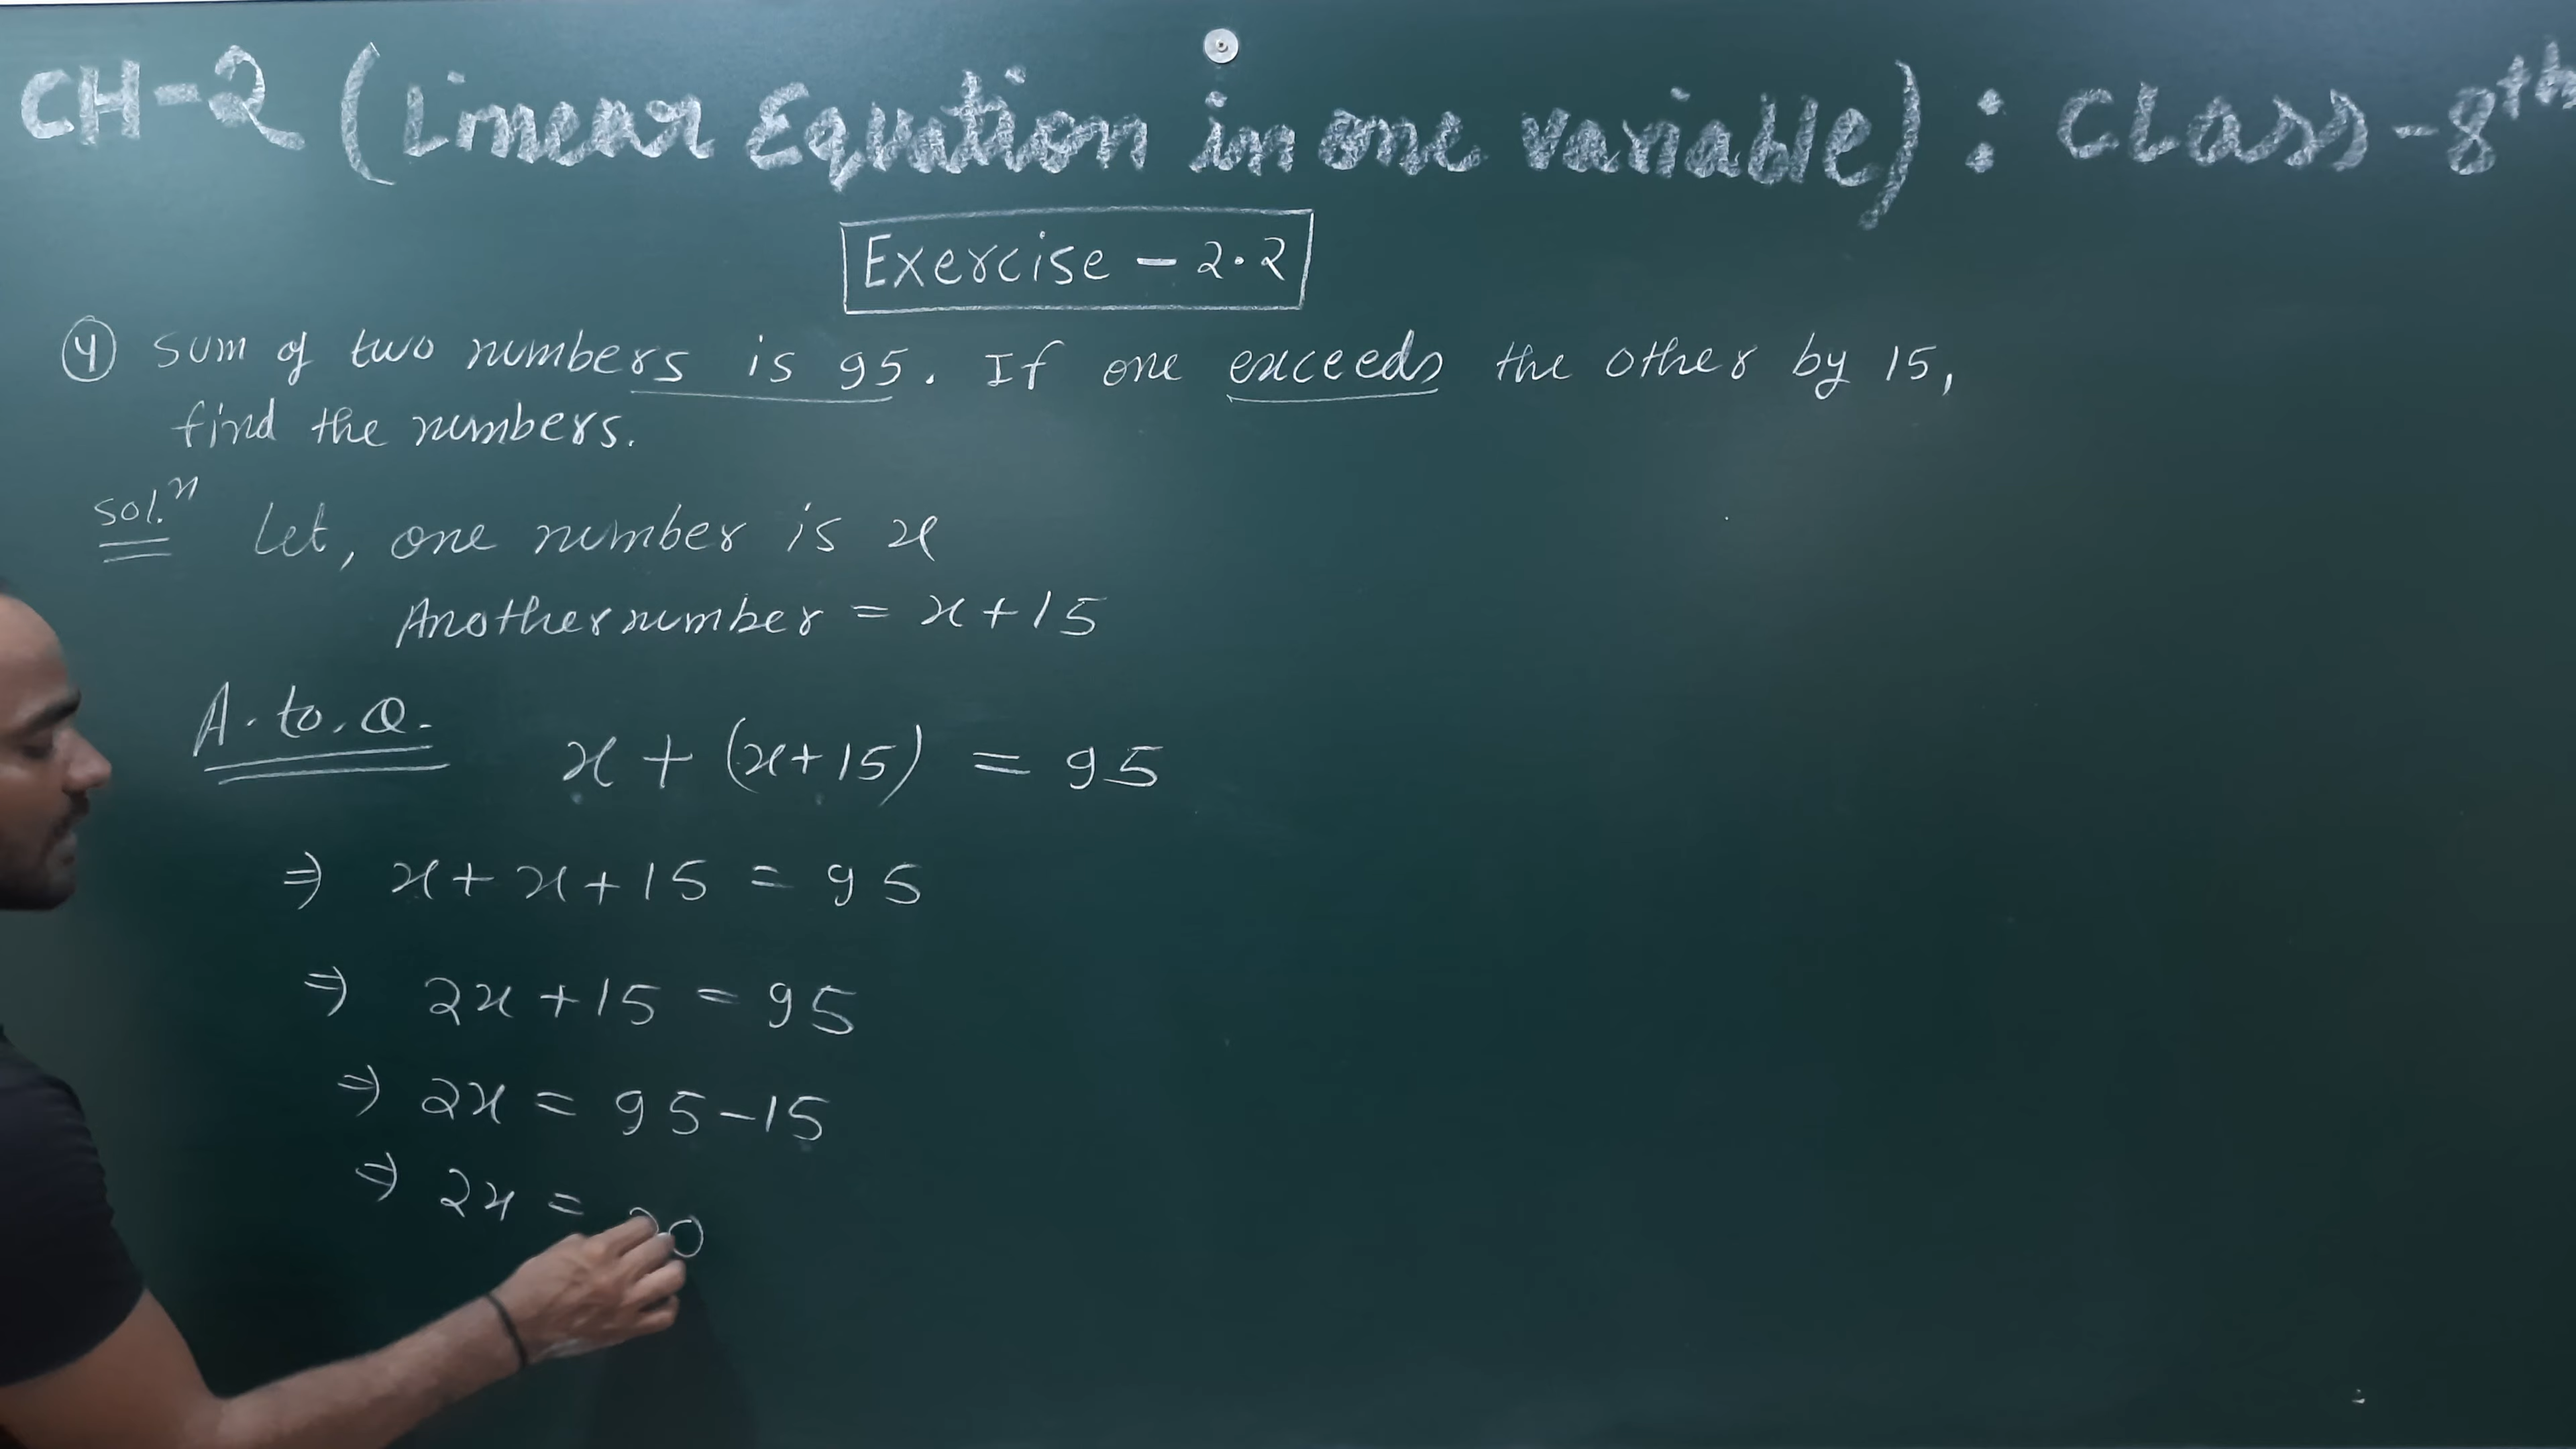 CH-2 (Linear Equation in one variable) : Class-8th
Exercise - 2.2
④ Sum of two numbers is 95. If one exceeds the other by 15,
find the numbers.
Sol.n Let, one number is x
Another number = x+15
A.to.Q. x + (x+15) = 95
⇒ x+x+15 = 95
⇒ 2x+15 = 95
⇒ 2x = 95-15
⇒ 2x =